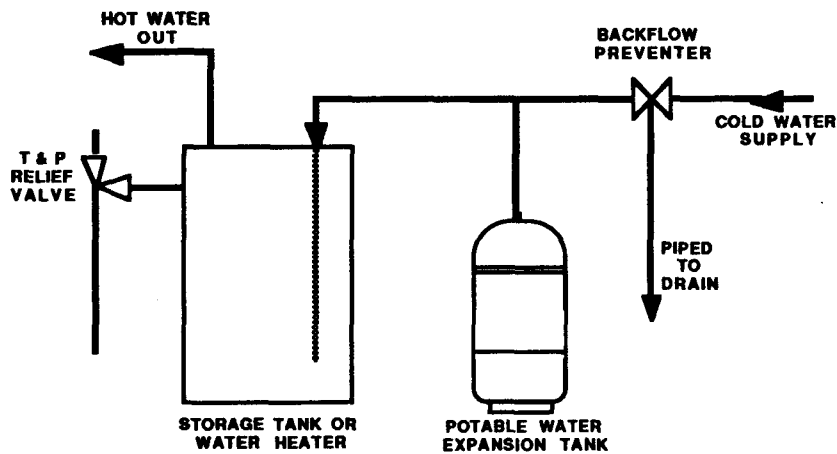 HOT WATER
OUT
BACKFLOW
PREVENTER
COLD WATER
SUPPLY
T & P
RELIEF
VALVE
PIPED
TO
DRAIN
STORAGE TANK OR
WATER HEATER
POTABLE WATER
EXPANSION TANK